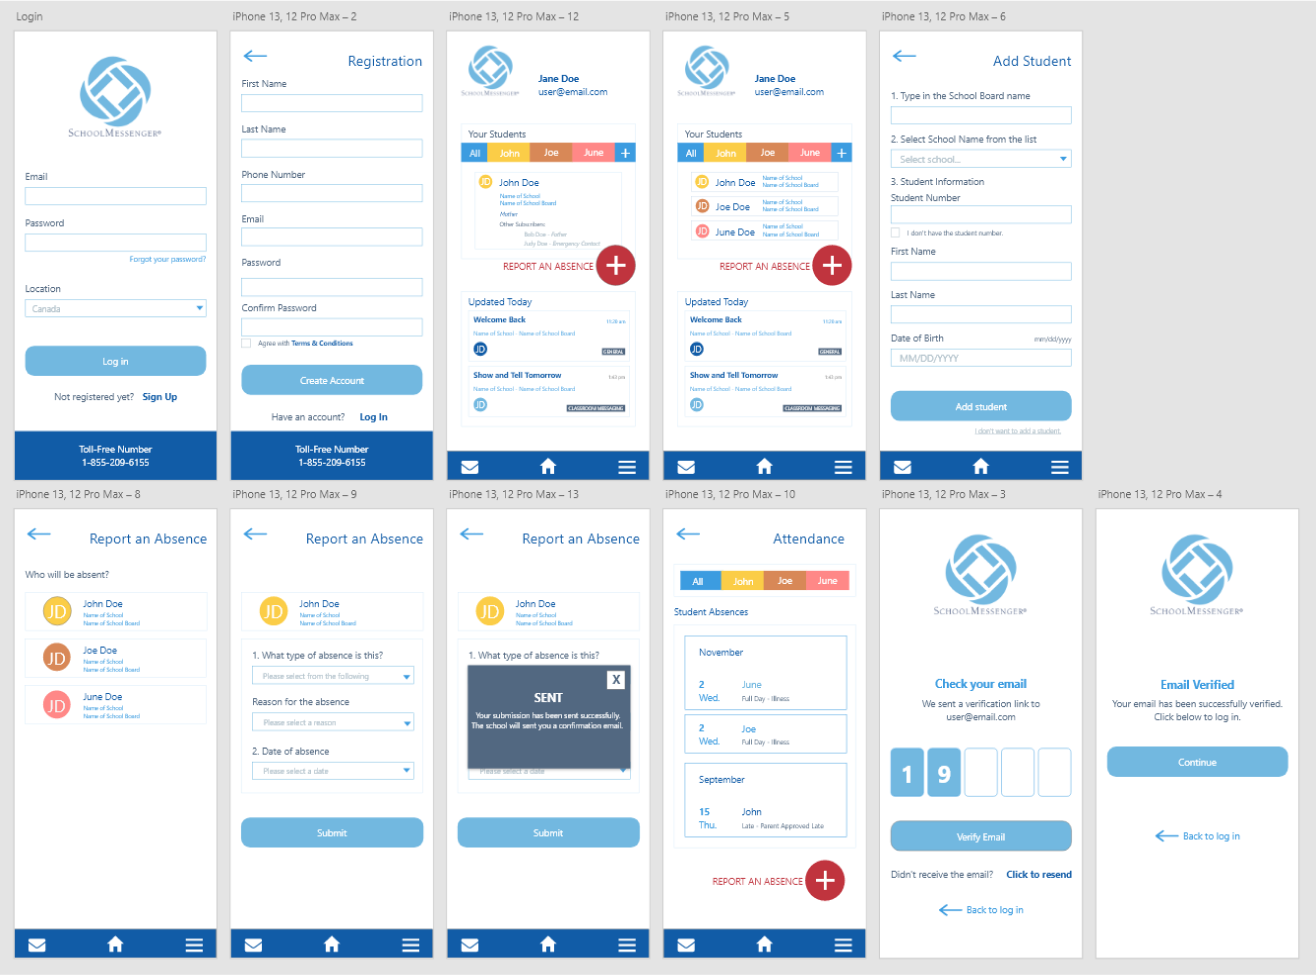 Login
SCHOOLMESSENGER®
Email
Password
Forgot your password?
Location
Canada
Log in
Not registered yet? Sign Up
Toll-Free Number
1-855-209-6155
iPhone 13, 12 Pro Max – 2
Registration
First Name
Last Name
Phone Number
Email
Password
Confirm Password
Agree with Terms & Conditions
Create Account
Have an account? Log In
Toll-Free Number
1-855-209-6155
iPhone 13, 12 Pro Max – 12
SCHOOLMESSENGER®
Jane Doe
user@email.com
Your Students
All John Joe June +
JD John Doe
Name of School
Name of School Board
Mother
Other Subscribers:
Bob Doe - Father
Judy Doe - Emergency Contact
REPORT AN ABSENCE +
Updated Today
Welcome Back 11:28 am
Name of School - Name of School Board
JD GENERAL
Show and Tell Tomorrow 1:43 pm
Name of School - Name of School Board
JD CLASSROOM MESSAGING
iPhone 13, 12 Pro Max – 5
SCHOOLMESSENGER®
Jane Doe
user@email.com
Your Students
All John Joe June +
JD John Doe Name of School
Name of School Board
JD Joe Doe Name of School
Name of School Board
JD June Doe Name of School
Name of School Board
REPORT AN ABSENCE +
Updated Today
Welcome Back 11:28 am
Name of School - Name of School Board
JD GENERAL
Show and Tell Tomorrow 1:43 pm
Name of School - Name of School Board
JD CLASSROOM MESSAGING
iPhone 13, 12 Pro Max – 6
Add Student
1. Type in the School Board name
2. Select School Name from the list
Select school...
3. Student Information
Student Number
I don't have the student number.
First Name
Last Name
Date of Birth mm/dd/yyyy
MM/DD/YYYY
Add student
I don't want to add a student.
iPhone 13, 12 Pro Max – 8
Report an Absence
Who will be absent?
JD John Doe
Name of School
Name of School Board
JD Joe Doe
Name of School
Name of School Board
JD June Doe
Name of School
Name of School Board
iPhone 13, 12 Pro Max – 9
Report an Absence
JD John Doe
Name of School
Name of School Board
1. What type of absence is this?
Please select from the following
Reason for the absence
Please select a reason
2. Date of absence
Please select a date
Submit
iPhone 13, 12 Pro Max – 13
Report an Absence
JD John Doe
Name of School
Name of School Board
1. What type of absence is this?
X
SENT
Your submission has been sent successfully.
The school will sent you a confirmation email.
Please select a date
Submit
iPhone 13, 12 Pro Max – 10
Attendance
All John Joe June
Student Absences
November
2 June
Wed. Full Day - Illness
2 Joe
Wed. Full Day - Illness
September
15 John
Thu. Late - Parent Approved Late
REPORT AN ABSENCE +
iPhone 13, 12 Pro Max – 3
SCHOOLMESSENGER®
Check your email
We sent a verification link to
user@email.com
1 9
Verify Email
Didn't receive the email? Click to resend
Back to log in
iPhone 13, 12 Pro Max – 4
SCHOOLMESSENGER®
Email Verified
Your email has been successfully verified.
Click below to log in.
Continue
Back to log in